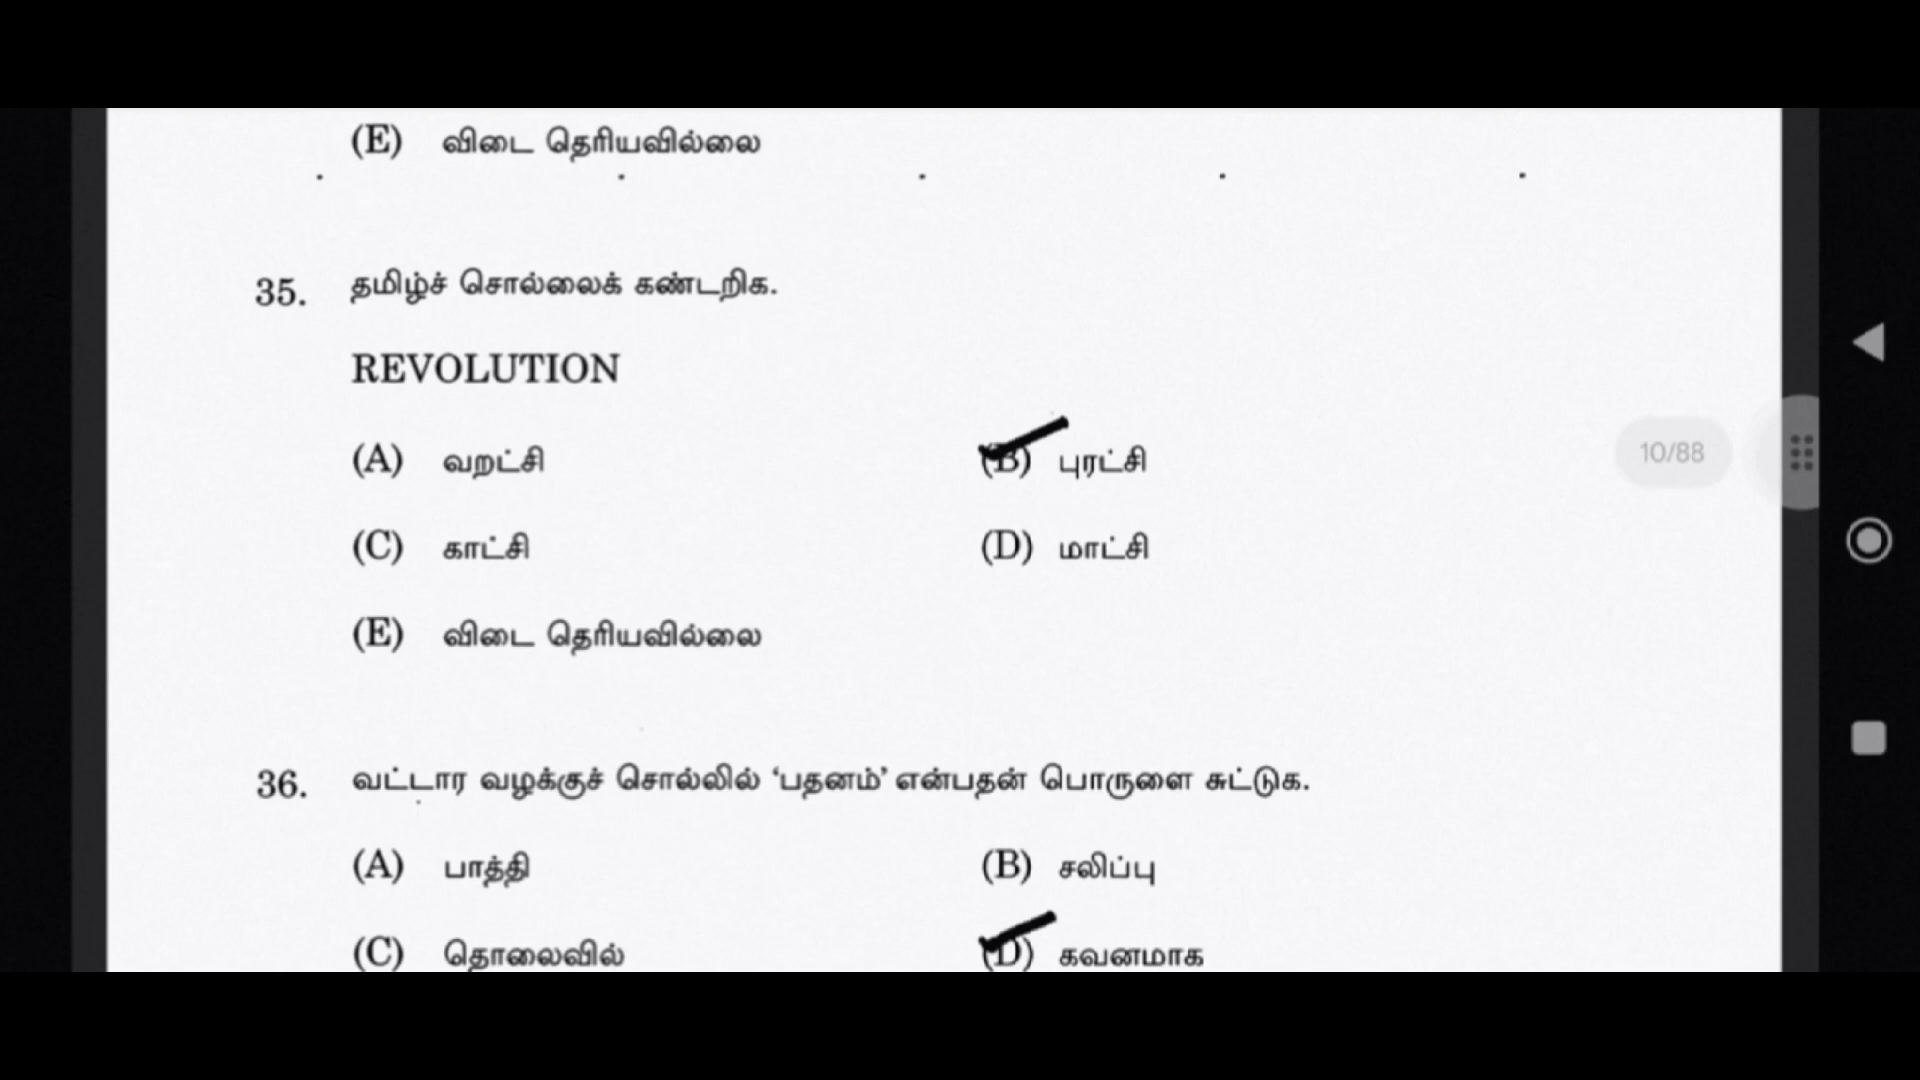 (E) விடை தெரியவில்லை
35. தமிழ்ச் சொல்லைக் கண்டறிக.
REVOLUTION
(A) வறட்சி (B) புரட்சி
(C) காட்சி (D) மாட்சி
(E) விடை தெரியவில்லை
10/88
36. வட்டார வழக்குச் சொல்லில் ‘பதனம்’ என்பதன் பொருளை சுட்டுக.
(A) பாத்தி (B) சலிப்பு
(C) தொலைவில் (D) கவனமாக